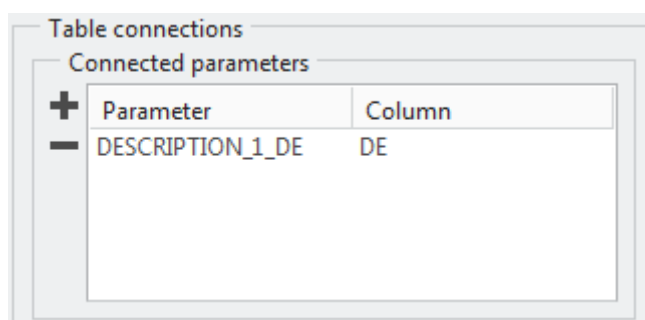 Table connections
Connected parameters
Parameter Column
DESCRIPTION_1_DE DE